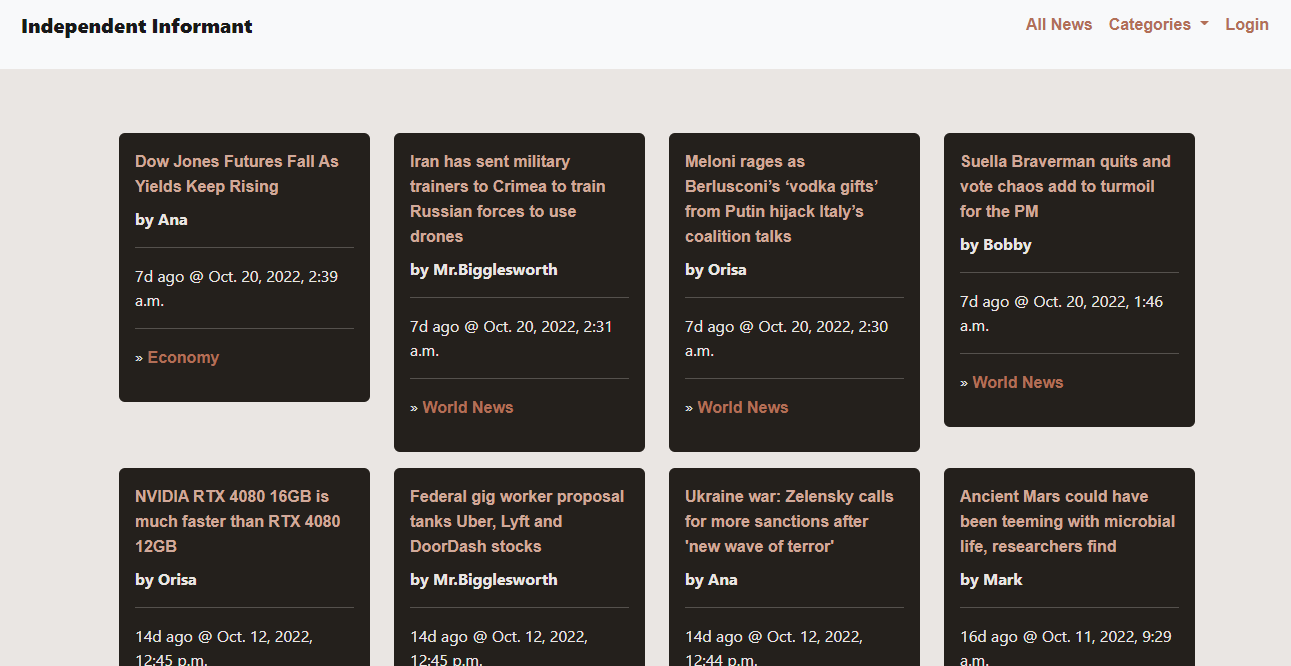 Independent Informant
All News Categories Login
Dow Jones Futures Fall As
Yields Keep Rising
by Ana
7d ago @ Oct. 20, 2022, 2:39
a.m.
» Economy
Iran has sent military
trainers to Crimea to train
Russian forces to use
drones
by Mr.Bigglesworth
7d ago @ Oct. 20, 2022, 2:31
a.m.
» World News
Meloni rages as
Berlusconi’s ‘vodka gifts’
from Putin hijack Italy’s
coalition talks
by Orisa
7d ago @ Oct. 20, 2022, 2:30
a.m.
» World News
Suella Braverman quits and
vote chaos add to turmoil
for the PM
by Bobby
7d ago @ Oct. 20, 2022, 1:46
a.m.
» World News
NVIDIA RTX 4080 16GB is
much faster than RTX 4080
12GB
by Orisa
14d ago @ Oct. 12, 2022,
12:45 p.m.
Federal gig worker proposal
tanks Uber, Lyft and
DoorDash stocks
by Mr.Bigglesworth
14d ago @ Oct. 12, 2022,
12:45 p.m.
Ukraine war: Zelensky calls
for more sanctions after
'new wave of terror'
by Ana
14d ago @ Oct. 12, 2022,
12:44 p.m.
Ancient Mars could have
been teeming with microbial
life, researchers find
by Mark
16d ago @ Oct. 11, 2022, 9:29
a.m.